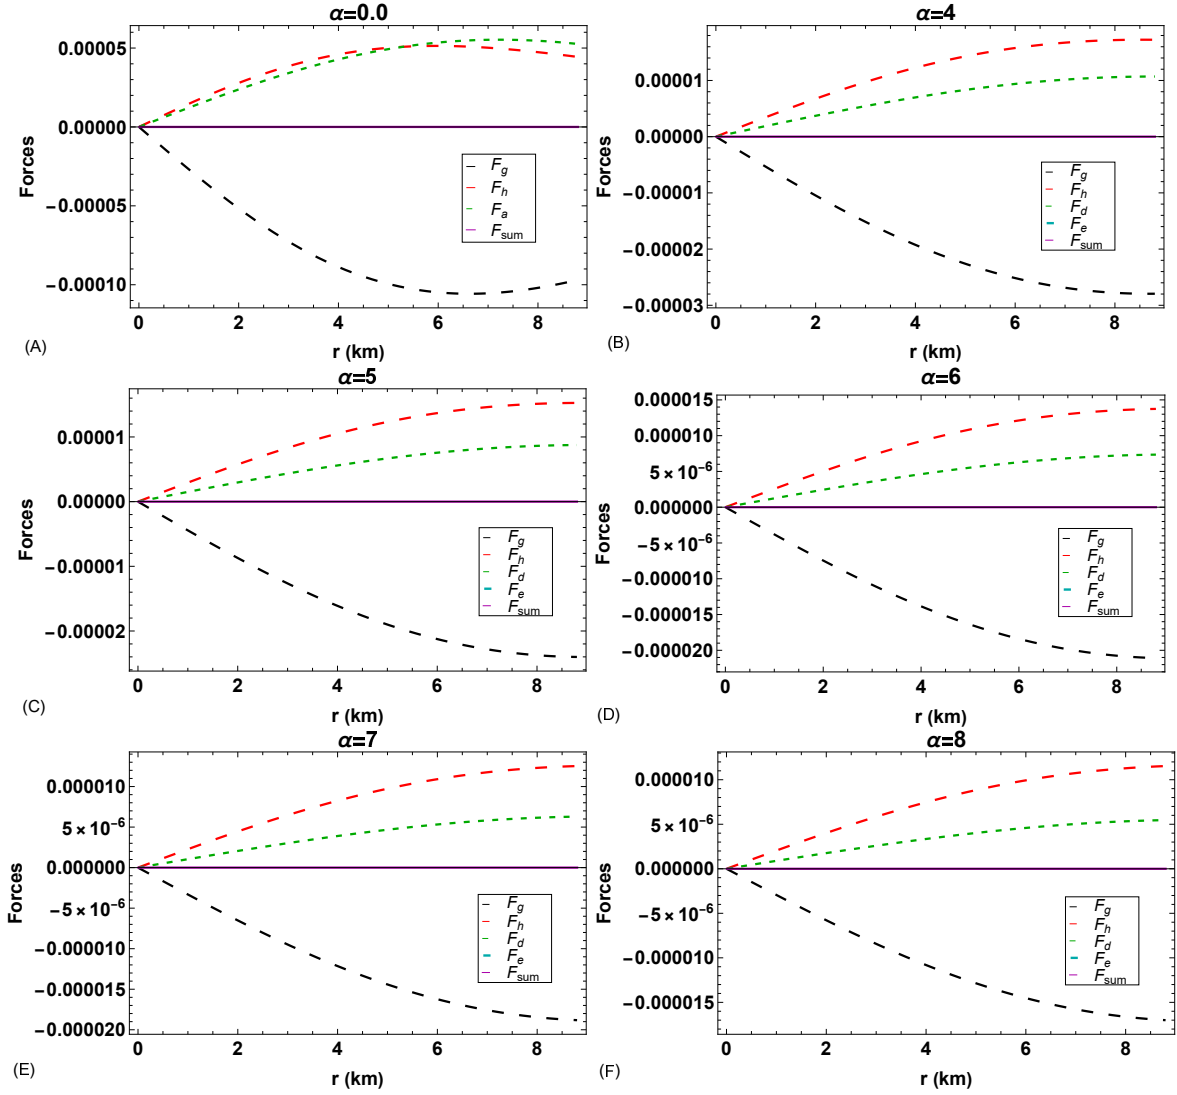 α=0.0
0.00005
0.00000
−0.00005
−0.00010
Forces
F_g
F_h
F_a
F_sum
0 2 4 6 8
r (km)
(A)
α=4
0.00001
0.00000
−0.00001
−0.00002
−0.00003
Forces
F_g
F_h
F_d
F_e
F_sum
0 2 4 6 8
r (km)
(B)
α=5
0.00001
0.00000
−0.00001
−0.00002
Forces
F_g
F_h
F_d
F_e
F_sum
0 2 4 6 8
r (km)
(C)
α=6
0.000015
0.000010
5×10⁻⁶
0.000000
−5×10⁻⁶
−0.000010
−0.000015
−0.000020
Forces
F_g
F_h
F_d
F_e
F_sum
0 2 4 6 8
r (km)
(D)
α=7
0.000010
5×10⁻⁶
0.000000
−5×10⁻⁶
−0.000010
−0.000015
−0.000020
Forces
F_g
F_h
F_d
F_e
F_sum
0 2 4 6 8
r (km)
(E)
α=8
0.000010
5×10⁻⁶
0.000000
−5×10⁻⁶
−0.000010
−0.000015
Forces
F_g
F_h
F_d
F_e
F_sum
0 2 4 6 8
r (km)
(F)